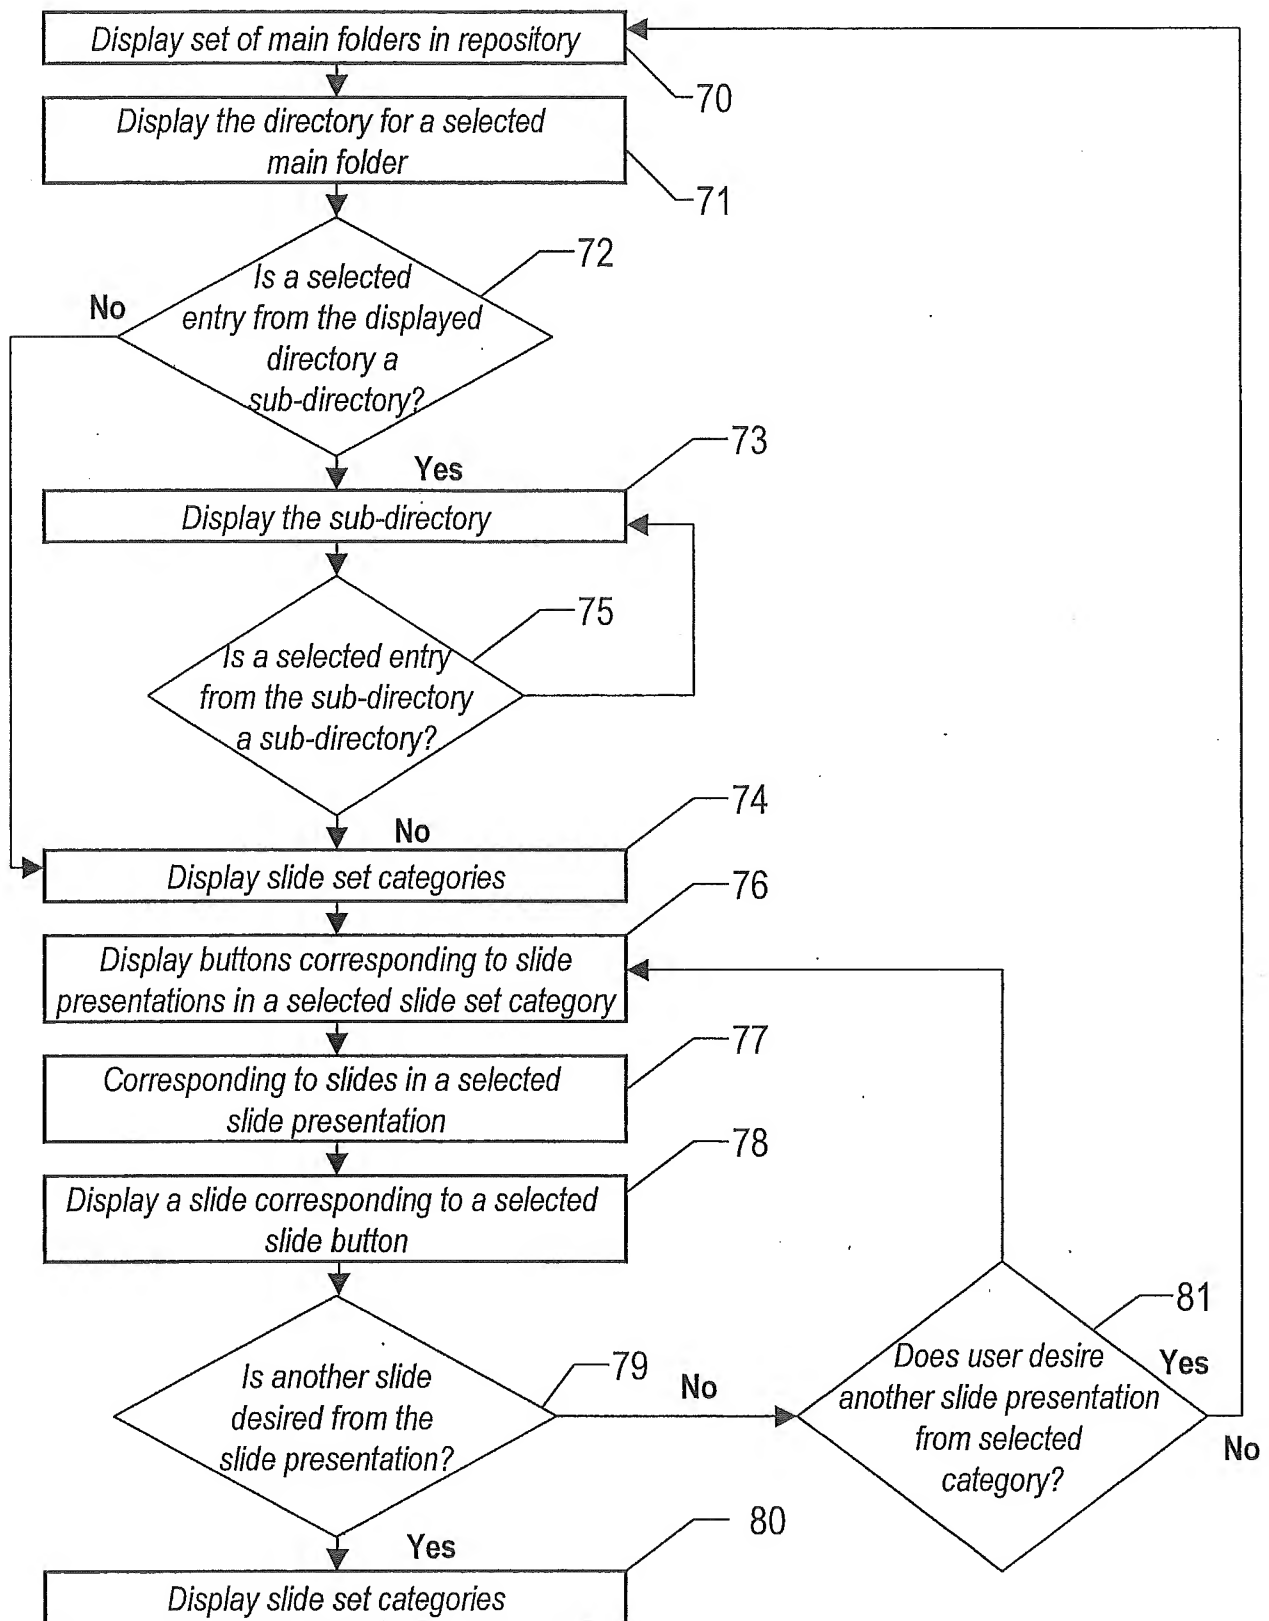 Display set of main folders in repository
70
Display the directory for a selected
main folder
71
72
Is a selected
entry from the displayed
directory a
sub-directory?
No
Yes
73
Display the sub-directory
75
Is a selected entry
from the sub-directory
a sub-directory?
No
74
Display slide set categories
76
Display buttons corresponding to slide
presentations in a selected slide set category
77
Corresponding to slides in a selected
slide presentation
78
Display a slide corresponding to a selected
slide button
79
Is another slide
desired from the
slide presentation?
No
81
Does user desire
another slide presentation
from selected
category?
Yes
No
Yes
80
Display slide set categories